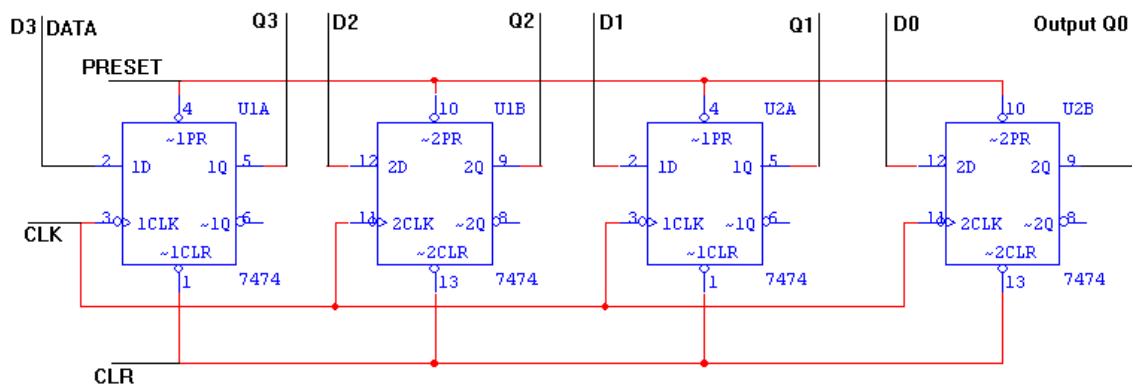 D3 DATA Q3 D2 Q2 D1 Q1 D0 Output Q0
PRESET
4 U1A 10 U1B 4 U2A 10 U2B
~1PR ~2PR ~1PR ~2PR
2 1D 1Q 5 12 2D 2Q 9 2 1D 1Q 5 12 2D 2Q 9
3 1CLK ~1Q 6 11 2CLK ~2Q 8 3 1CLK ~1Q 6 11 2CLK ~2Q 8
CLK
~1CLR ~2CLR ~1CLR ~2CLR
1 7474 13 7474 1 7474 13 7474
CLR